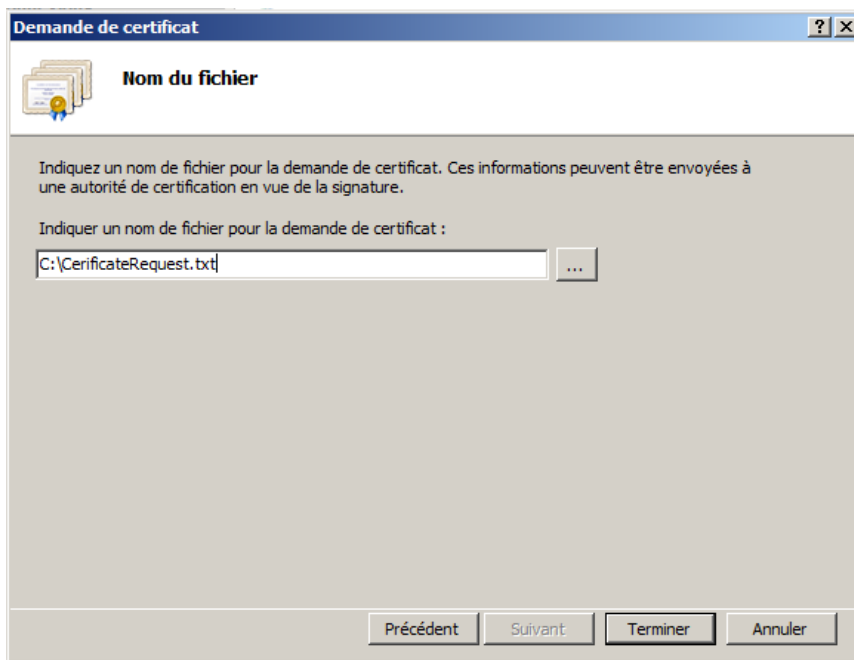 Demande de certificat
Nom du fichier
Indiquez un nom de fichier pour la demande de certificat. Ces informations peuvent être envoyées à
une autorité de certification en vue de la signature.
Indiquer un nom de fichier pour la demande de certificat :
C:\CerificateRequest.txt
...
Précédent Suivant Terminer Annuler